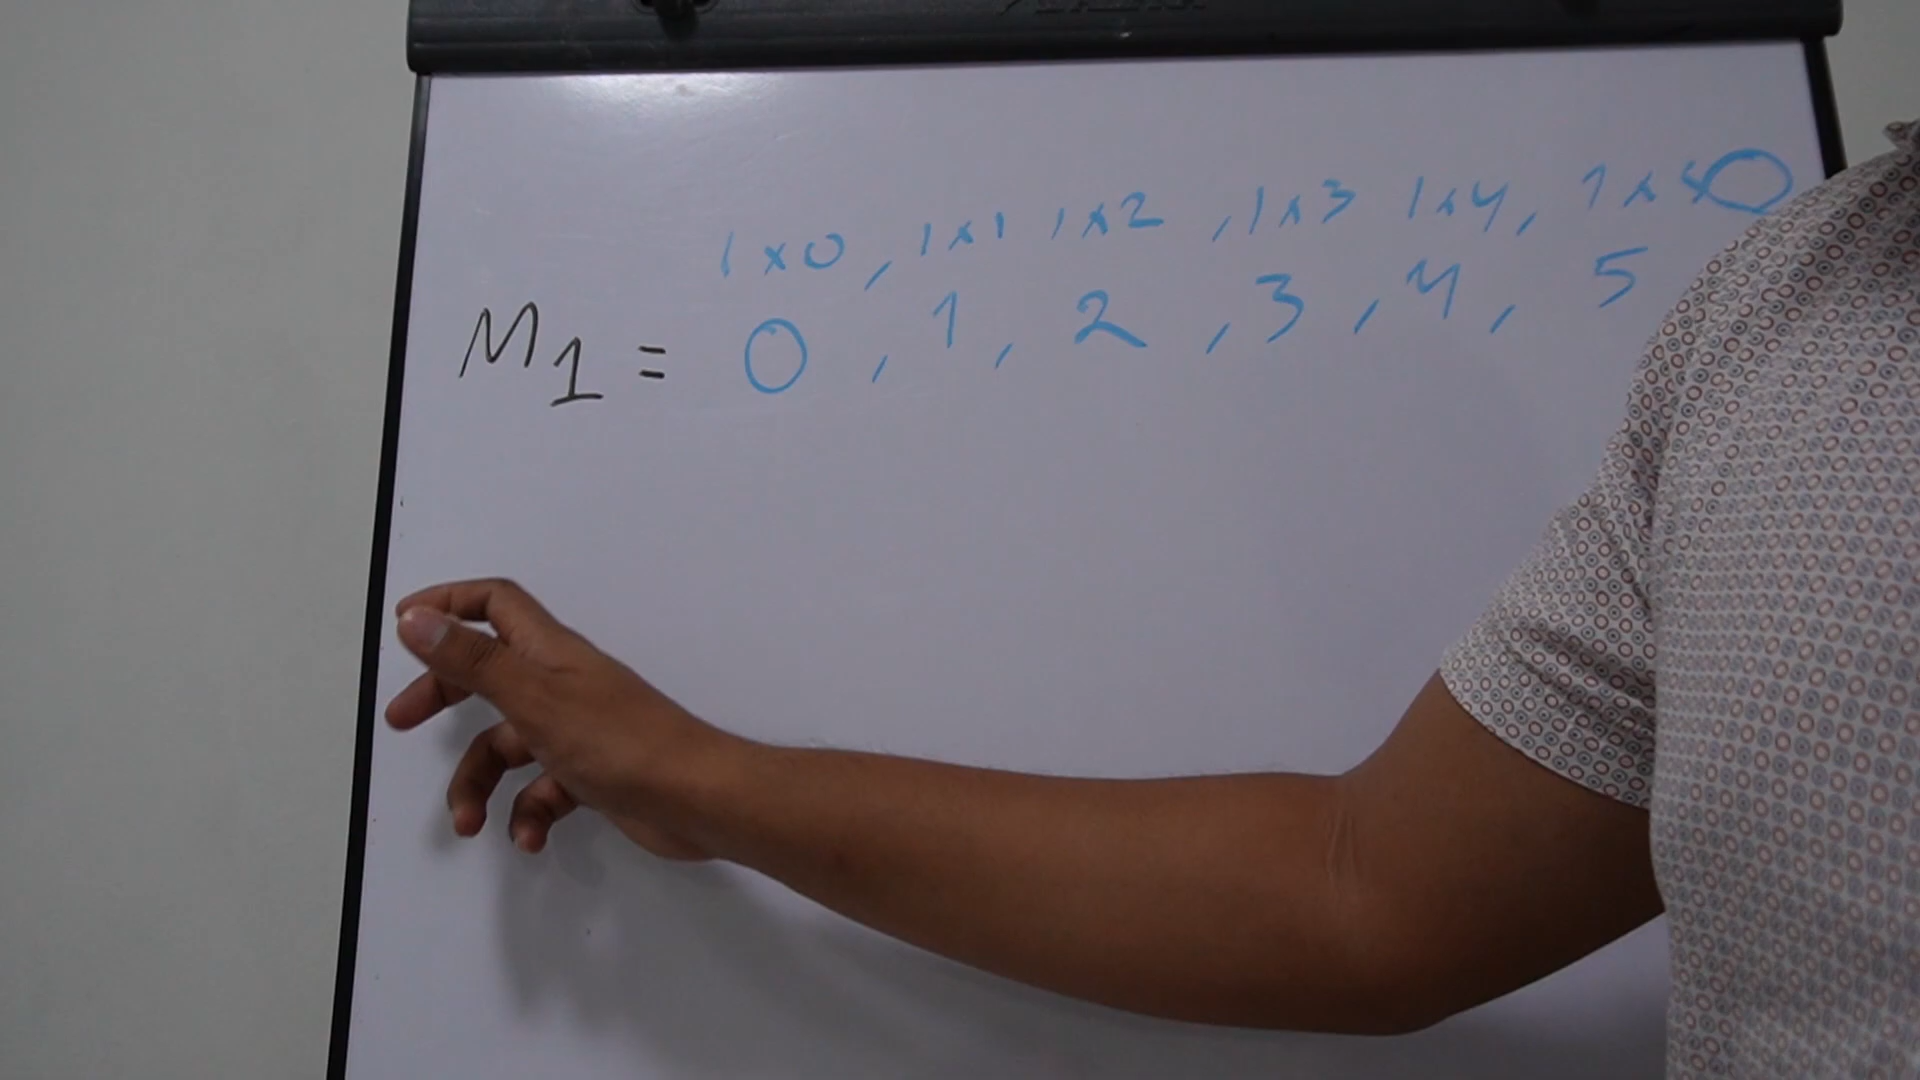 1x0, 1x1 1x2, 1x3 1x4, 1x5
M1= 0, 1, 2, 3, 4, 5